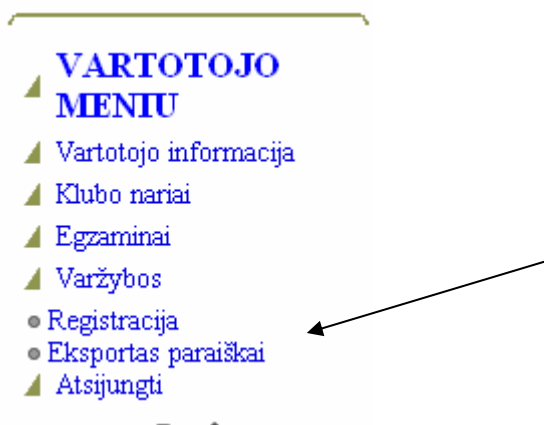 VARTOTOJO
MENIU
Vartotojo informacija
Klubo nariai
Egzaminai
Varžybos
Registracija
Eksportas paraiškai
Atsijungti